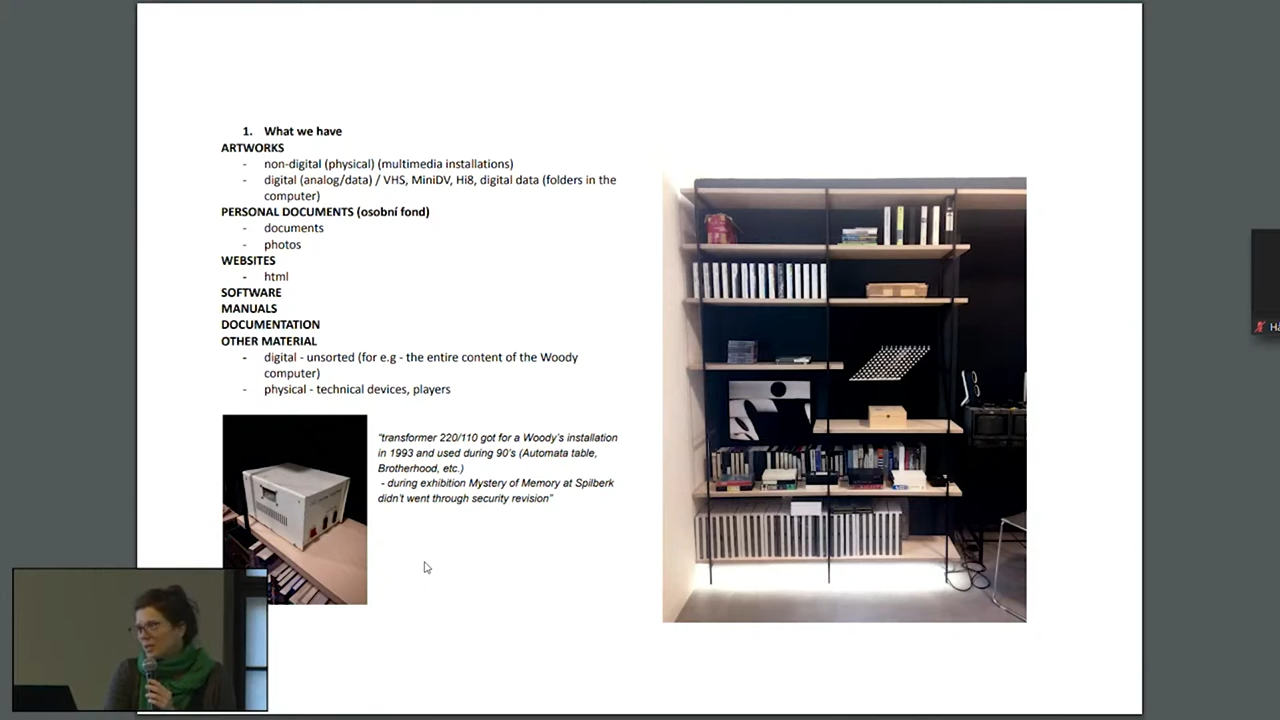 1. What we have
ARTWORKS
- non-digital (physical) (multimedia installations)
- digital (analog/data) / VHS, MiniDV, Hi8, digital data (folders in the
computer)
PERSONAL DOCUMENTS (osobní fond)
- documents
- photos
WEBSITES
- html
SOFTWARE
MANUALS
DOCUMENTATION
OTHER MATERIAL
- digital - unsorted (for e.g - the entire content of the Woody
computer)
- physical - technical devices, players
"transformer 220/110 got for a Woody's installation
in 1993 and used during 90's (Automata table,
Brotherhood, etc.)
- during exhibition Mystery of Memory at Spilberk
didn't went through security revision"